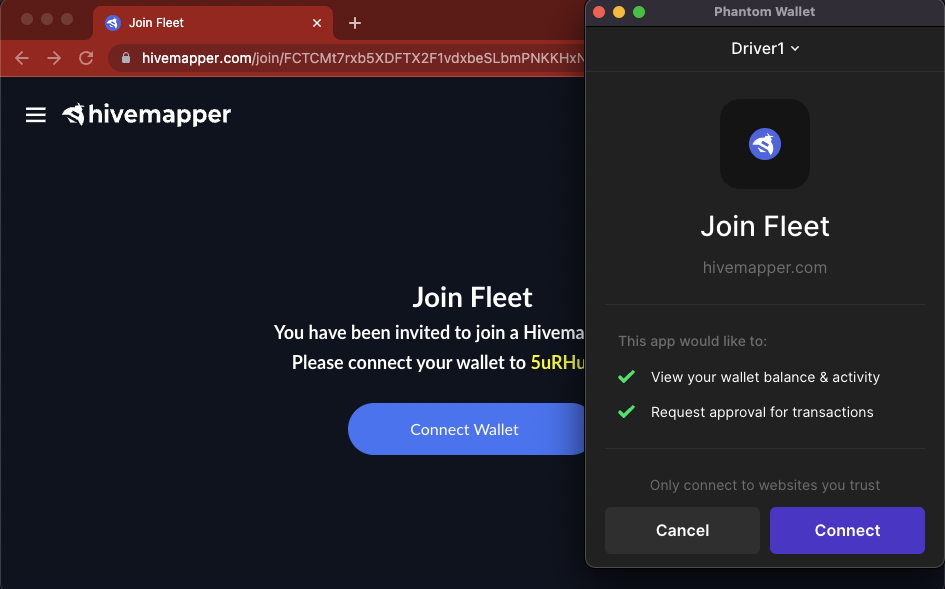 Join Fleet
hivemapper.com/join/FCTCMt7rxb5XDFTX2F1vdxbeSLbmPNKKHxN
hivemapper
Join Fleet
You have been invited to join a Hivema
Please connect your wallet to 5uRHu
Connect Wallet
Phantom Wallet
Driver1
Join Fleet
hivemapper.com
This app would like to:
View your wallet balance & activity
Request approval for transactions
Only connect to websites you trust
Cancel
Connect